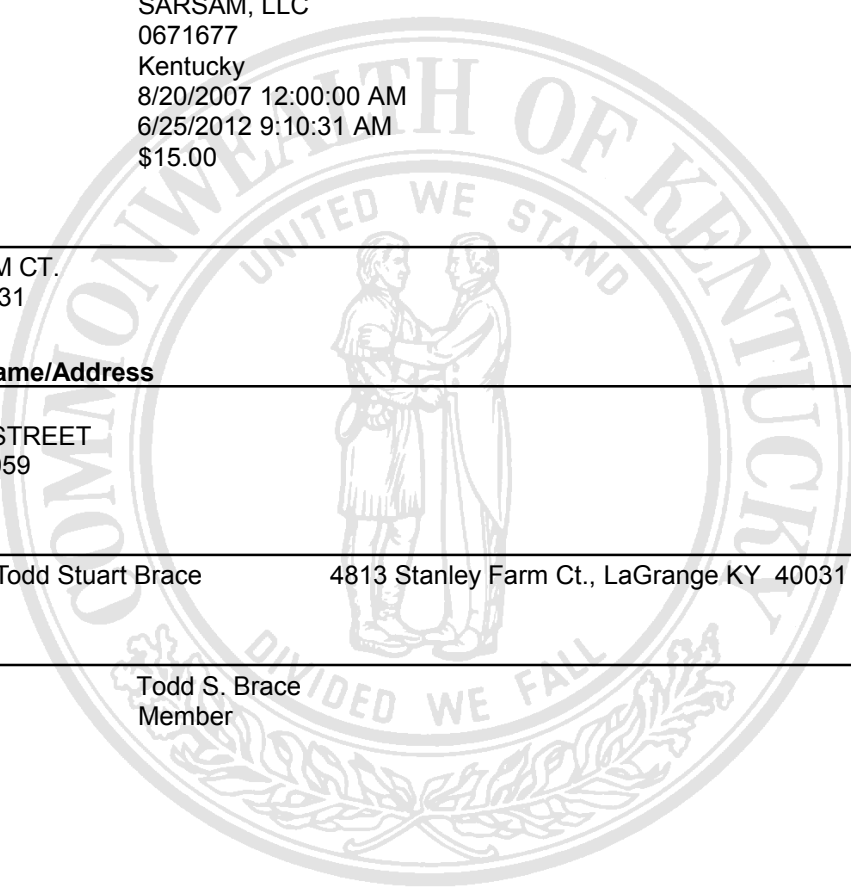 SARSAM, LLC
0671677
Kentucky
8/20/2007 12:00:00 AM
6/25/2012 9:10:31 AM
$15.00
COMMONWEALTH OF KENTUCKY
UNITED WE STAND
M CT.
31
ame/Address
STREET
059
Todd Stuart Brace 4813 Stanley Farm Ct., LaGrange KY 40031
DIVIDED WE FALL
Todd S. Brace
Member